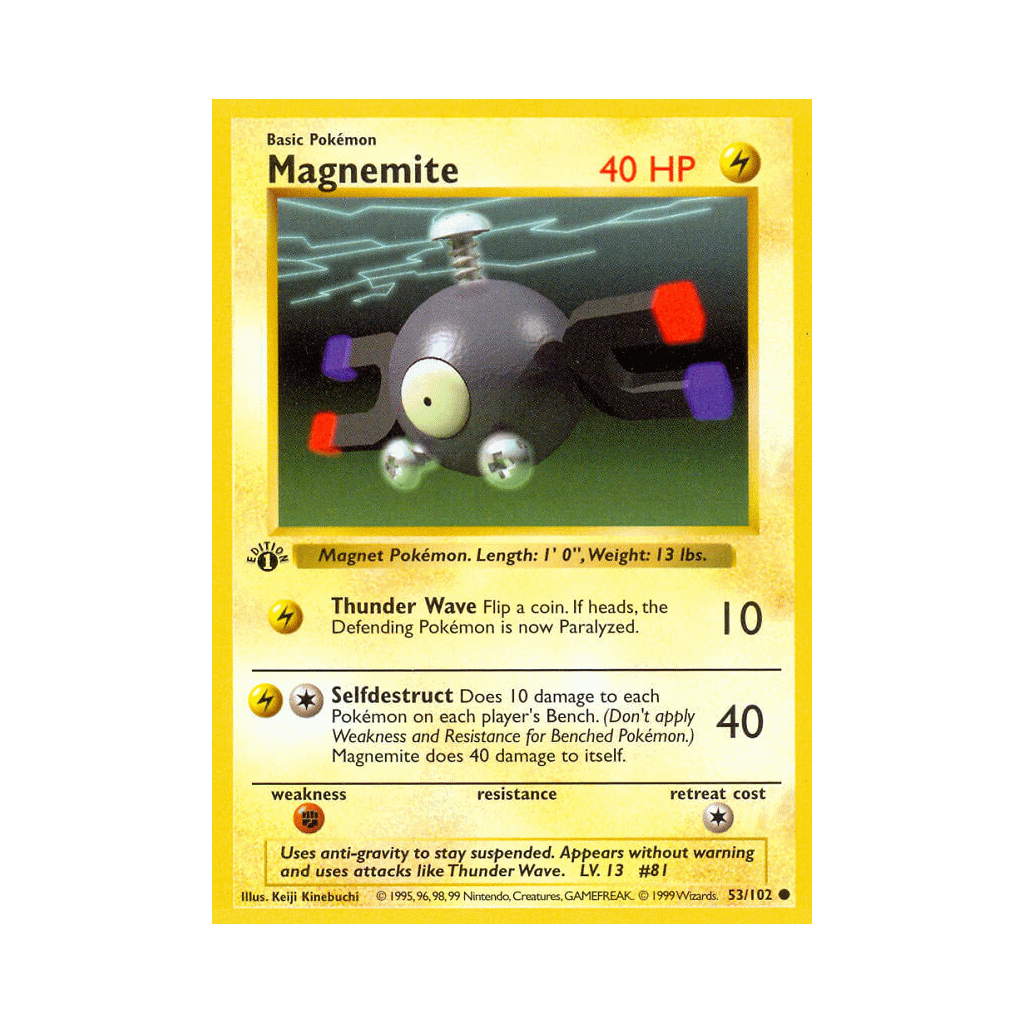 Basic Pokémon
Magnemite 40 HP
EDITION 1
Magnet Pokémon. Length: 1' 0", Weight: 13 lbs.
Thunder Wave Flip a coin. If heads, the
Defending Pokémon is now Paralyzed.
10
Selfdestruct Does 10 damage to each
Pokémon on each player's Bench. (Don't apply
Weakness and Resistance for Benched Pokémon.)
Magnemite does 40 damage to itself.
40
weakness resistance retreat cost
Uses anti-gravity to stay suspended. Appears without warning
and uses attacks like Thunder Wave. LV. 13 #81
Illus. Keiji Kinebuchi © 1995, 96, 98, 99 Nintendo, Creatures, GAMEFREAK. © 1999 Wizards. 53/102 ●